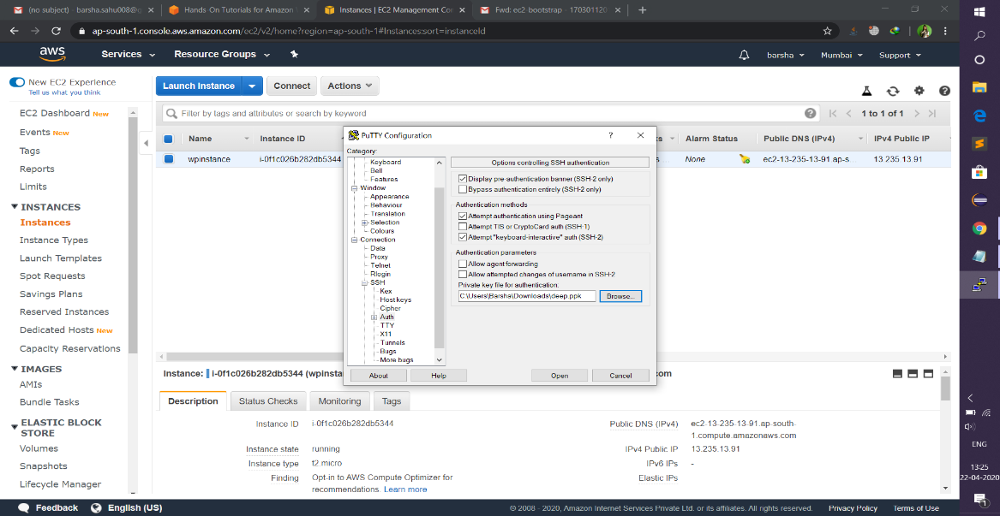 (no subject) - barsha.sahu008@g
Hands-On Tutorials for Amazon
Instances | EC2 Management Con
Fwd: ec2-bootstrap - 170301120
ap-south-1.console.aws.amazon.com/ec2/v2/home?region=ap-south-1#Instances:sort=instanceId
aws
Services
Resource Groups
barsha
Mumbai
Support
New EC2 Experience
Tell us what you think
EC2 Dashboard New
Events New
Tags
Reports
Limits
INSTANCES
Instances
Instance Types
Launch Templates
Spot Requests
Savings Plans
Reserved Instances
Dedicated Hosts New
Capacity Reservations
IMAGES
AMIs
Bundle Tasks
ELASTIC BLOCK
STORE
Volumes
Snapshots
Lifecycle Manager
Launch Instance
Connect
Actions
Filter by tags and attributes or search by keyword
1 to 1 of 1
Name
Instance ID
ks
Alarm Status
Public DNS (IPv4)
IPv4 Public IP
wpinstance
i-0f1c026b282db5344
s ...
None
ec2-13-235-13-91.ap-s...
13.235.13.91
PuTTY Configuration
?
Category:
Keyboard
Bell
Features
Window
Appearance
Behaviour
Translation
Selection
Colours
Connection
Data
Proxy
Telnet
Rlogin
SSH
Kex
Host keys
Cipher
Auth
TTY
X11
Tunnels
Bugs
More bugs
Options controlling SSH authentication
Display pre-authentication banner (SSH-2 only)
Bypass authentication entirely (SSH-2 only)
Authentication methods
Attempt authentication using Pageant
Attempt TIS or CryptoCard auth (SSH-1)
Attempt "keyboard-interactive" auth (SSH-2)
Authentication parameters
Allow agent forwarding
Allow attempted changes of username in SSH-2
Private key file for authentication:
C:\Users\Barsha\Downloads\deep.ppk
Browse...
About
Help
Open
Cancel
Instance:
i-0f1c026b282db5344 (wpinsta
com
Description
Status Checks
Monitoring
Tags
Instance ID
i-0f1c026b282db5344
Public DNS (IPv4)
ec2-13-235-13-91.ap-south-
1.compute.amazonaws.com
Instance state
running
IPv4 Public IP
13.235.13.91
Instance type
t2.micro
IPv6 IPs
-
Finding
Opt-in to AWS Compute Optimizer for
recommendations. Learn more
Elastic IPs
Feedback
English (US)
© 2008 - 2020, Amazon Internet Services Private Ltd. or its affiliates. All rights reserved.
Privacy Policy
Terms of Use
ENG
13:25
22-04-2020
1